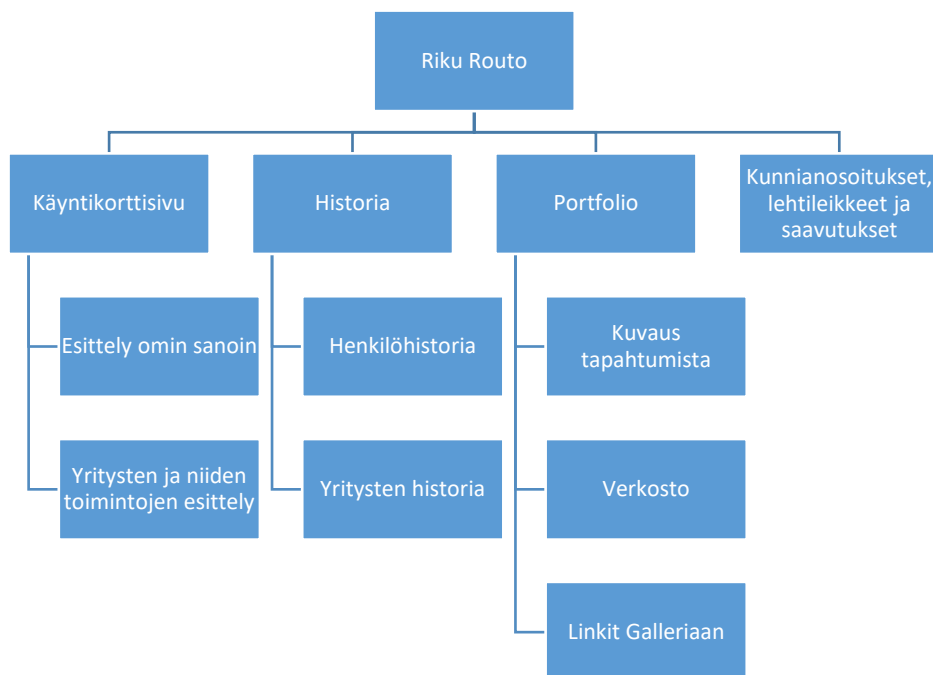 Riku Routo
Käyntikorttisivu
Historia
Portfolio
Kunnianosoitukset,
lehtileikkeet ja
saavutukset
Esittely omin sanoin
Henkilöhistoria
Kuvaus
tapahtumista
Yritysten ja niiden
toimintojen esittely
Yritysten historia
Verkosto
Linkit Galleriaan